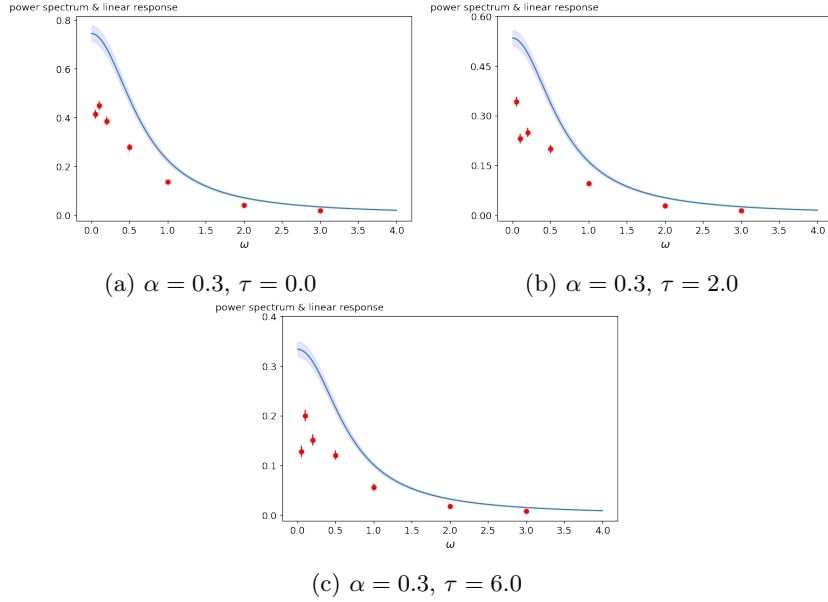 power spectrum & linear response
0.8
0.6
0.4
0.2
0.0
0.0 0.5 1.0 1.5 2.0 2.5 3.0 3.5 4.0
ω
(a) α = 0.3, τ = 0.0
power spectrum & linear response
0.60
0.45
0.30
0.15
0.00
0.0 0.5 1.0 1.5 2.0 2.5 3.0 3.5 4.0
ω
(b) α = 0.3, τ = 2.0
power spectrum & linear response
0.4
0.3
0.2
0.1
0.0
0.0 0.5 1.0 1.5 2.0 2.5 3.0 3.5 4.0
ω
(c) α = 0.3, τ = 6.0